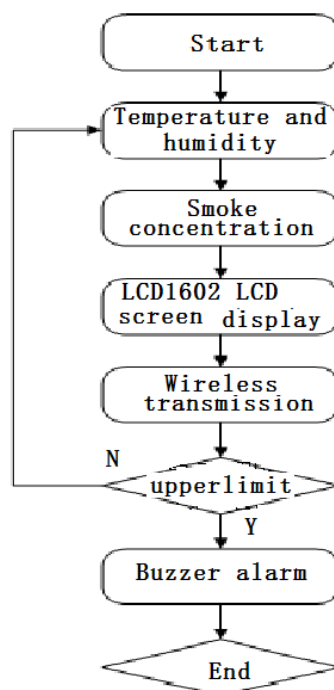 Start
Temperature and
humidity
Smoke
concentration
LCD1602 LCD
screen display
Wireless
transmission
N
upperlimit
Y
Buzzer alarm
End